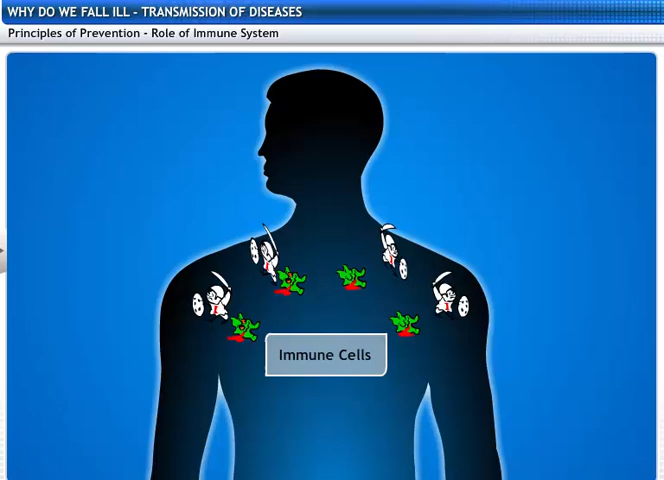 WHY DO WE FALL ILL - TRANSMISSION OF DISEASES
Principles of Prevention - Role of Immune System
Immune Cells